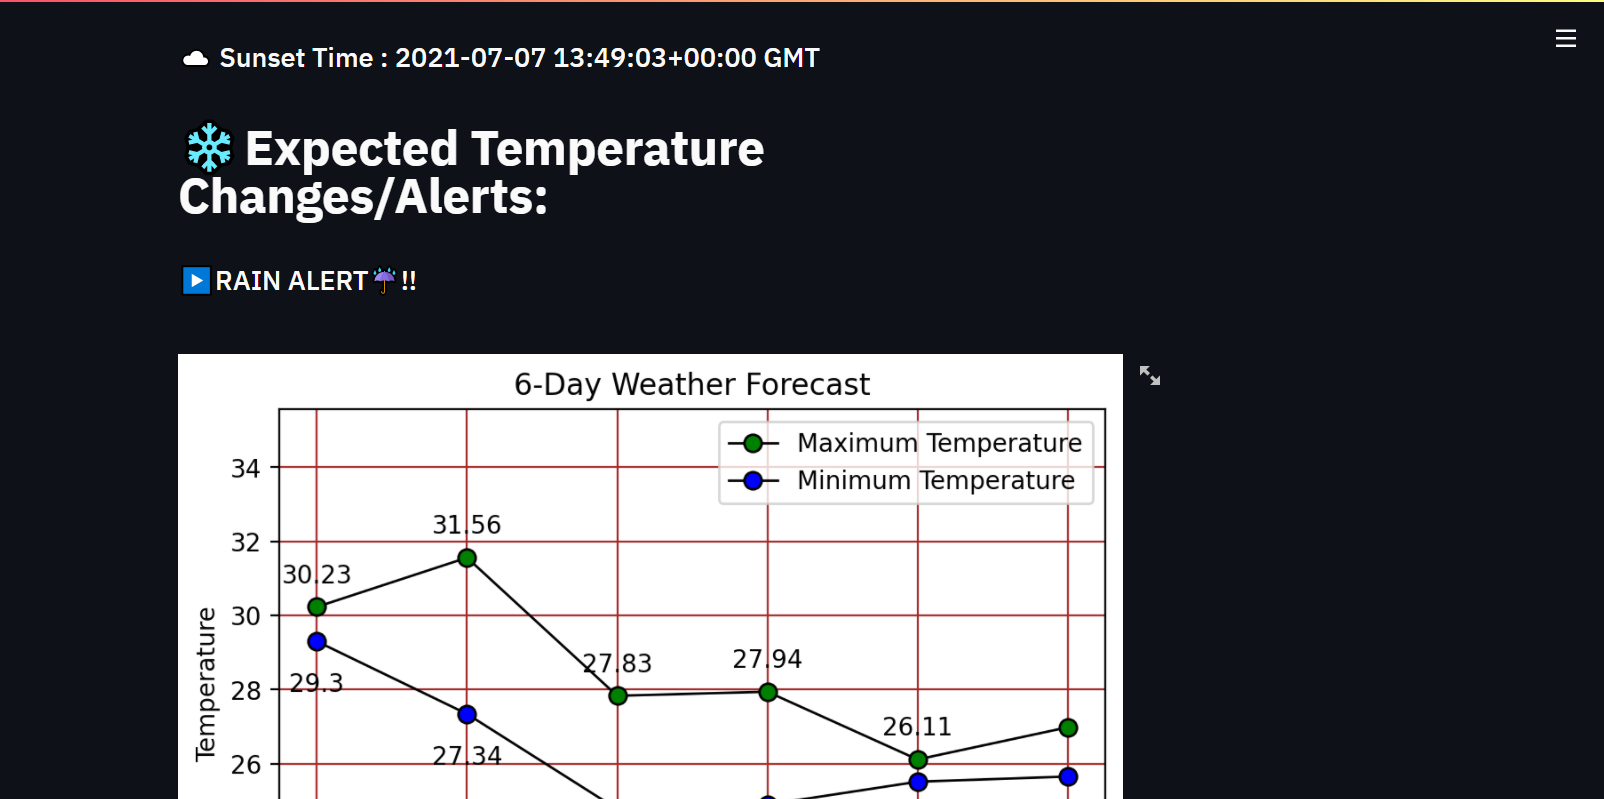 ☁ Sunset Time : 2021-07-07 13:49:03+00:00 GMT
❄Expected Temperature
Changes/Alerts:
▶RAIN ALERT☔!!
6-Day Weather Forecast
Maximum Temperature
Minimum Temperature
34
32
30
28
26
Temperature
30.23
31.56
27.83
27.94
26.11
29.3
27.34